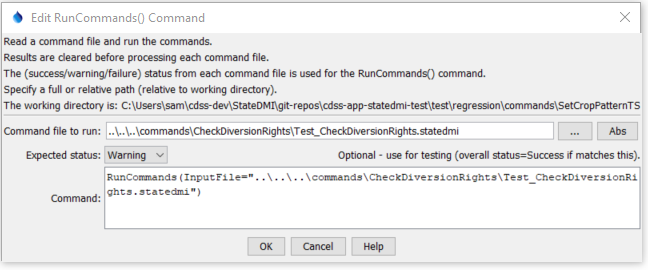 Edit RunCommands() Command
Read a command file and run the commands.
Results are cleared before processing each command file.
The (success/warning/failure) status from each command file is used for the RunCommands() command.
Specify a full or relative path (relative to working directory).
The working directory is: C:\Users\sam\cdss-dev\StateDMI\git-repos\cdss-app-statedmi-test\test\regression\commands\SetCropPatternTS
Command file to run: ..\..\..\commands\CheckDiversionRights\Test_CheckDiversionRights.statedmi ... Abs
Expected status: Warning Optional - use for testing (overall status=Success if matches this).
RunCommands(InputFile="..\..\..\commands\CheckDiversionRights\Test_CheckDiversionRi
Command: ghts.statedmi")
OK Cancel Help